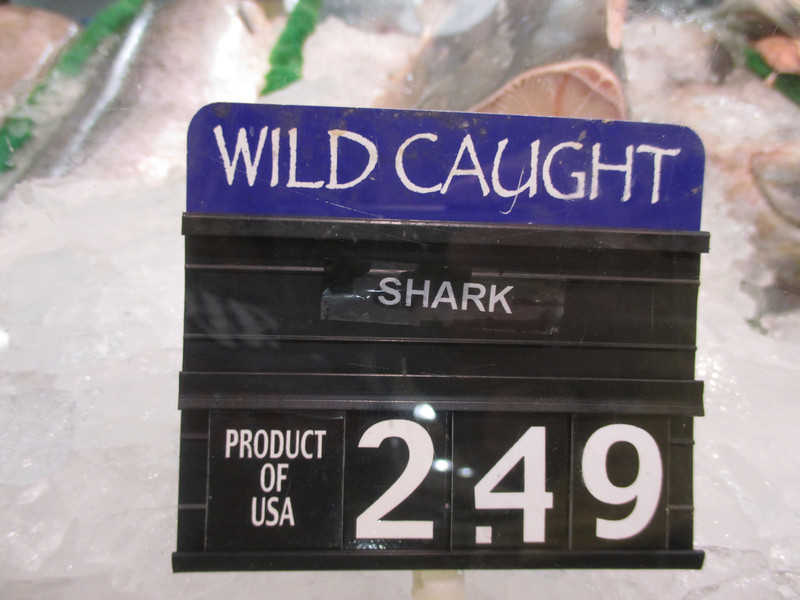 WILD CAUGHT
SHARK
PRODUCT
OF
USA
2.49